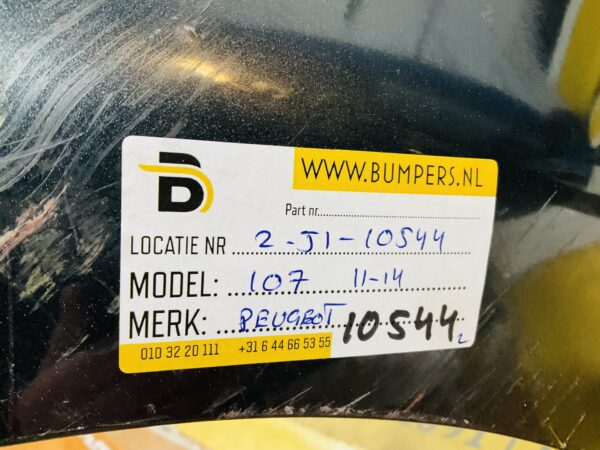 B
WWW.BUMPERS.NL
Part nr.
LOCATIE NR 2-J1-10544
MODEL: 107 11-14
MERK: PEUGEOT 10544 2
010 32 20 111 +31 6 44 66 53 55